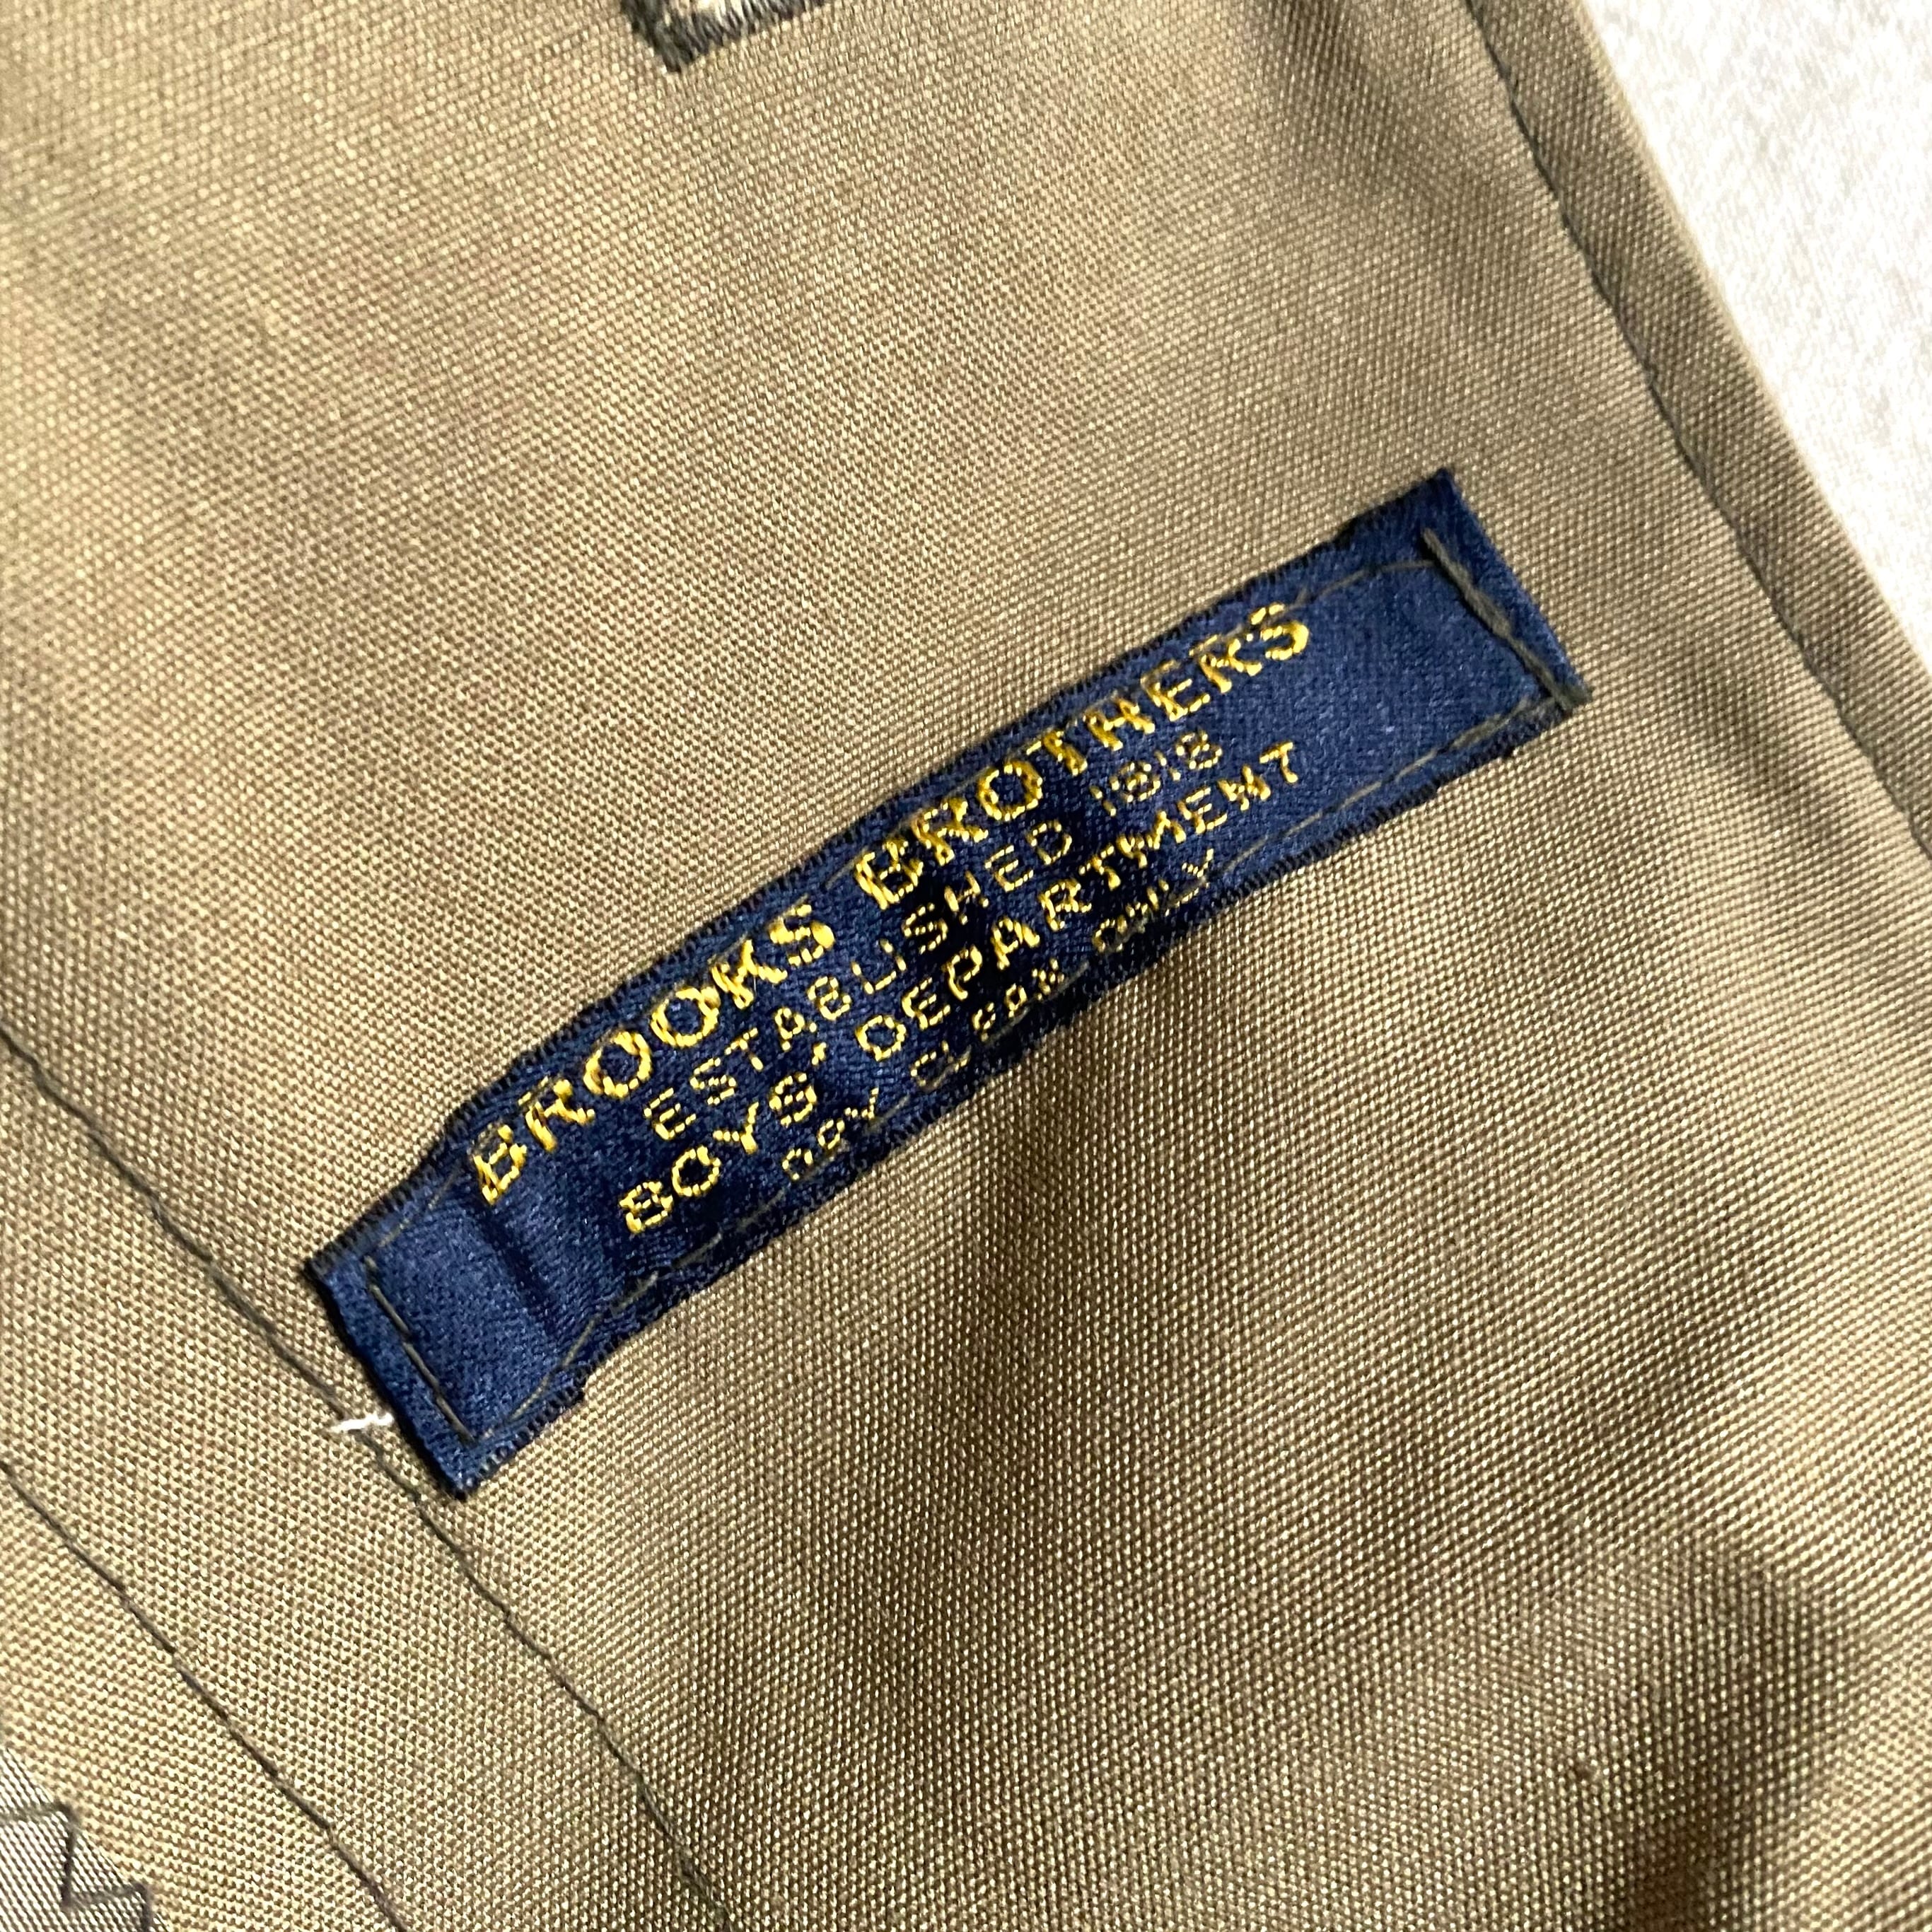 BROOKS BROTHERS
ESTABLISHED 1818
BOYS' DEPARTMENT
DRY CLEAN ONLY